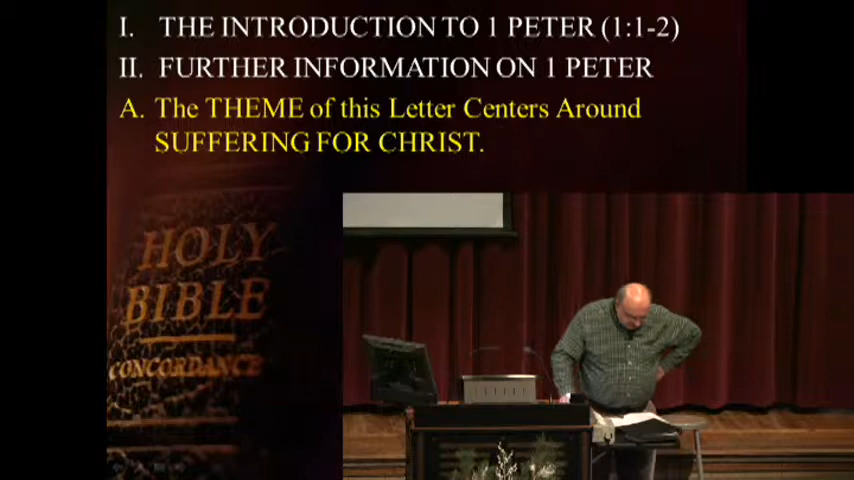 I. THE INTRODUCTION TO 1 PETER (1:1-2)
II. FURTHER INFORMATION ON 1 PETER
A. The THEME of this Letter Centers Around
SUFFERING FOR CHRIST.
HOLY
BIBLE
CONCORDANCE